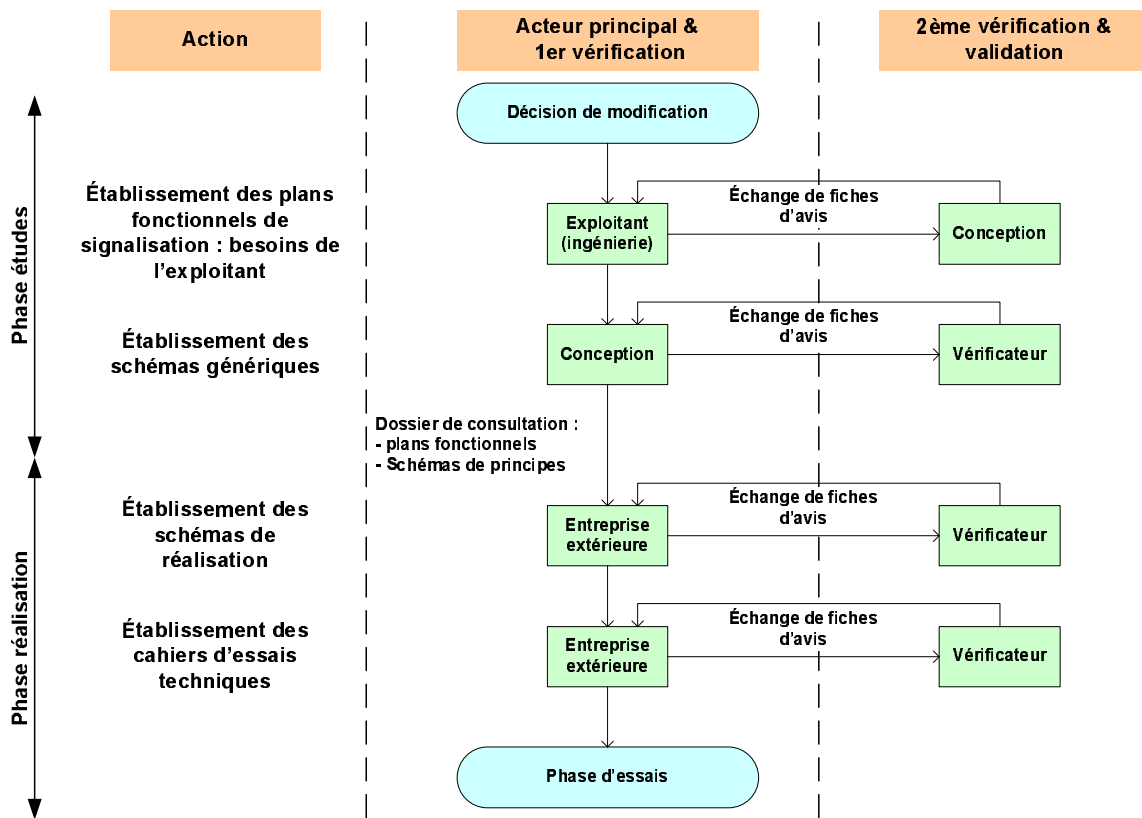 Action
Acteur principal &
1er vérification
2ème vérification &
validation
Décision de modification
Phase études
Établissement des plans
fonctionnels de
signalisation : besoins de
l'exploitant
Exploitant
(ingénierie)
Échange de fiches
d'avis
Conception
Établissement des
schémas génériques
Conception
Échange de fiches
d'avis
Vérificateur
Dossier de consultation :
- plans fonctionnels
- Schémas de principes
Phase réalisation
Établissement des
schémas de
réalisation
Entreprise
extérieure
Échange de fiches
d'avis
Vérificateur
Établissement des
cahiers d'essais
techniques
Entreprise
extérieure
Échange de fiches
d'avis
Vérificateur
Phase d'essais